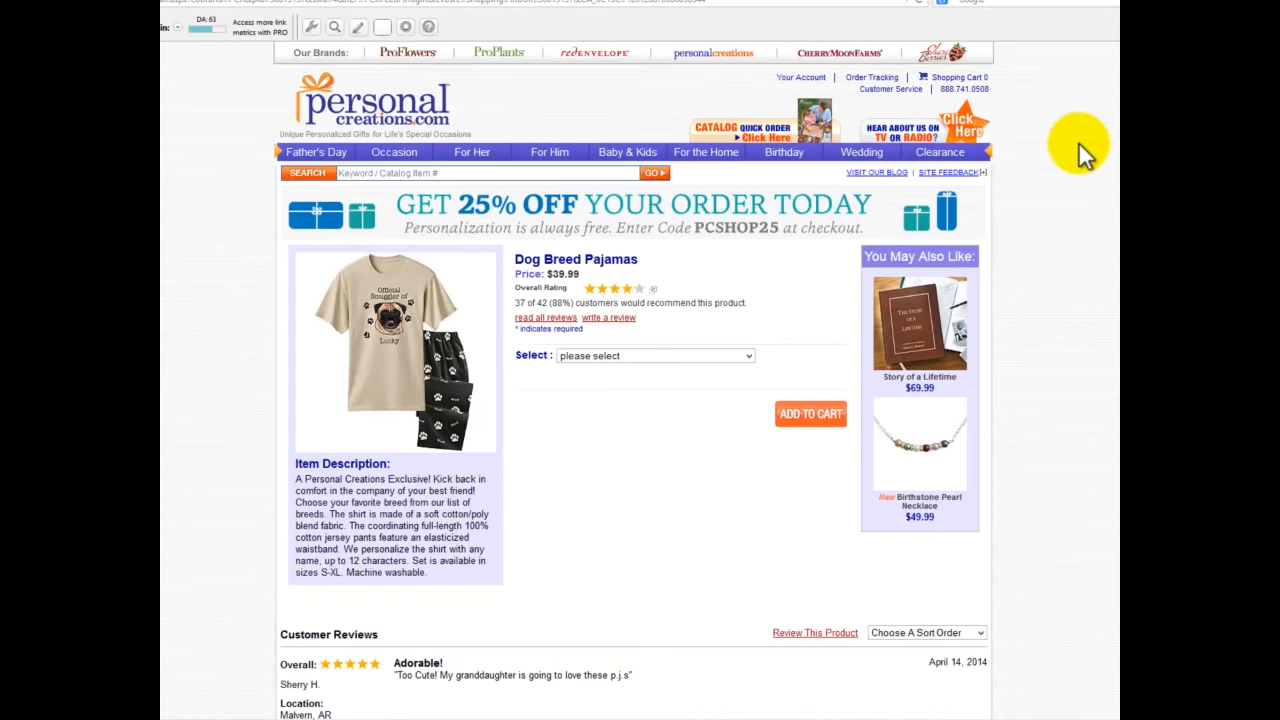 in:
DA: 63
Access more link
metrics with PRO
Our Brands:
PROFLOWERS
PROPLANTS
REDENVELOPE
personalcreations
CHERRYMOONFARMS
Berries
personal
creations.com
Unique Personalized Gifts for Life's Special Occasions
Your Account | Order Tracking | Shopping Cart 0
Customer Service | 888.741.0508
CATALOG QUICK ORDER
Click Here
HEAR ABOUT US ON
TV OR RADIO?
Click
Here
Father's Day Occasion For Her For Him Baby & Kids For the Home Birthday Wedding Clearance
SEARCH Keyword / Catalog Item # GO
VISIT OUR BLOG | SITE FEEDBACK[+]
GET 25% OFF YOUR ORDER TODAY
Personalization is always free. Enter Code PCSHOP25 at checkout.
Official
Snuggler of
Lucky
Item Description:
A Personal Creations Exclusive! Kick back in
comfort in the company of your best friend!
Choose your favorite breed from our list of
breeds. The shirt is made of a soft cotton/poly
blend fabric. The coordinating full-length 100%
cotton jersey pants feature an elasticized
waistband. We personalize the shirt with any
name, up to 12 characters. Set is available in
sizes S-XL. Machine washable.
Dog Breed Pajamas
Price: $39.99
Overall Rating
37 of 42 (88%) customers would recommend this product.
read all reviews write a review
* indicates required
Select : please select
ADD TO CART
You May Also Like:
THE STORY
OF A
LIFETIME
Story of a Lifetime
$69.99
New Birthstone Pearl
Necklace
$49.99
Customer Reviews
Review This Product
Choose A Sort Order
Overall:
Adorable!
April 14, 2014
"Too Cute! My granddaughter is going to love these p.j.s"
Sherry H.
Location:
Malvern, AR